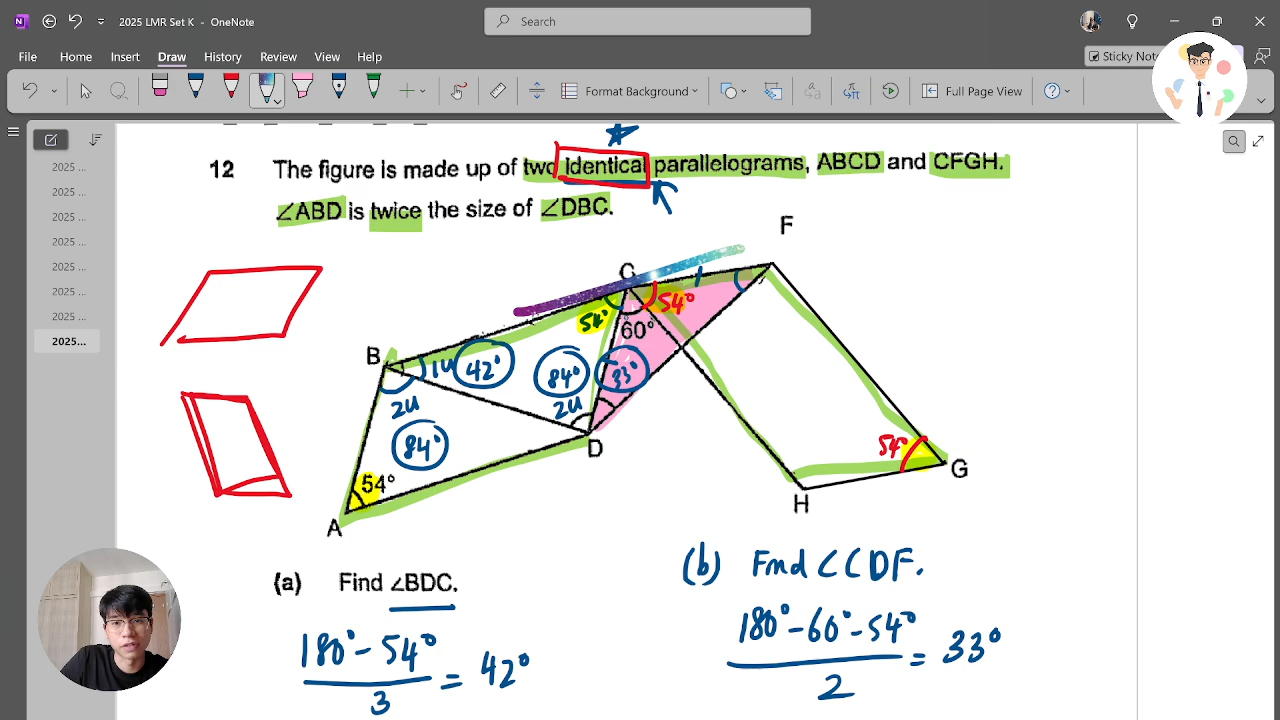 2025 LMR Set K - OneNote
Search
File Home Insert Draw History Review View Help
Sticky Note
Format Background
Full Page View
2025 ...
2025 ...
2025 ...
2025 ...
2025 ...
2025 ...
2025...
12 The figure is made up of two identical parallelograms, ABCD and CFGH.
∠ABD is twice the size of ∠DBC.
F
C
54°
54°
60°
B
1u 42°
84° 33°
2u 2u
84°
D
54°
54°
G
H
A
(a) Find ∠BDC.
180° - 54°
3
= 42°
(b) Find ∠CDF.
180° - 60° - 54°
2
= 33°